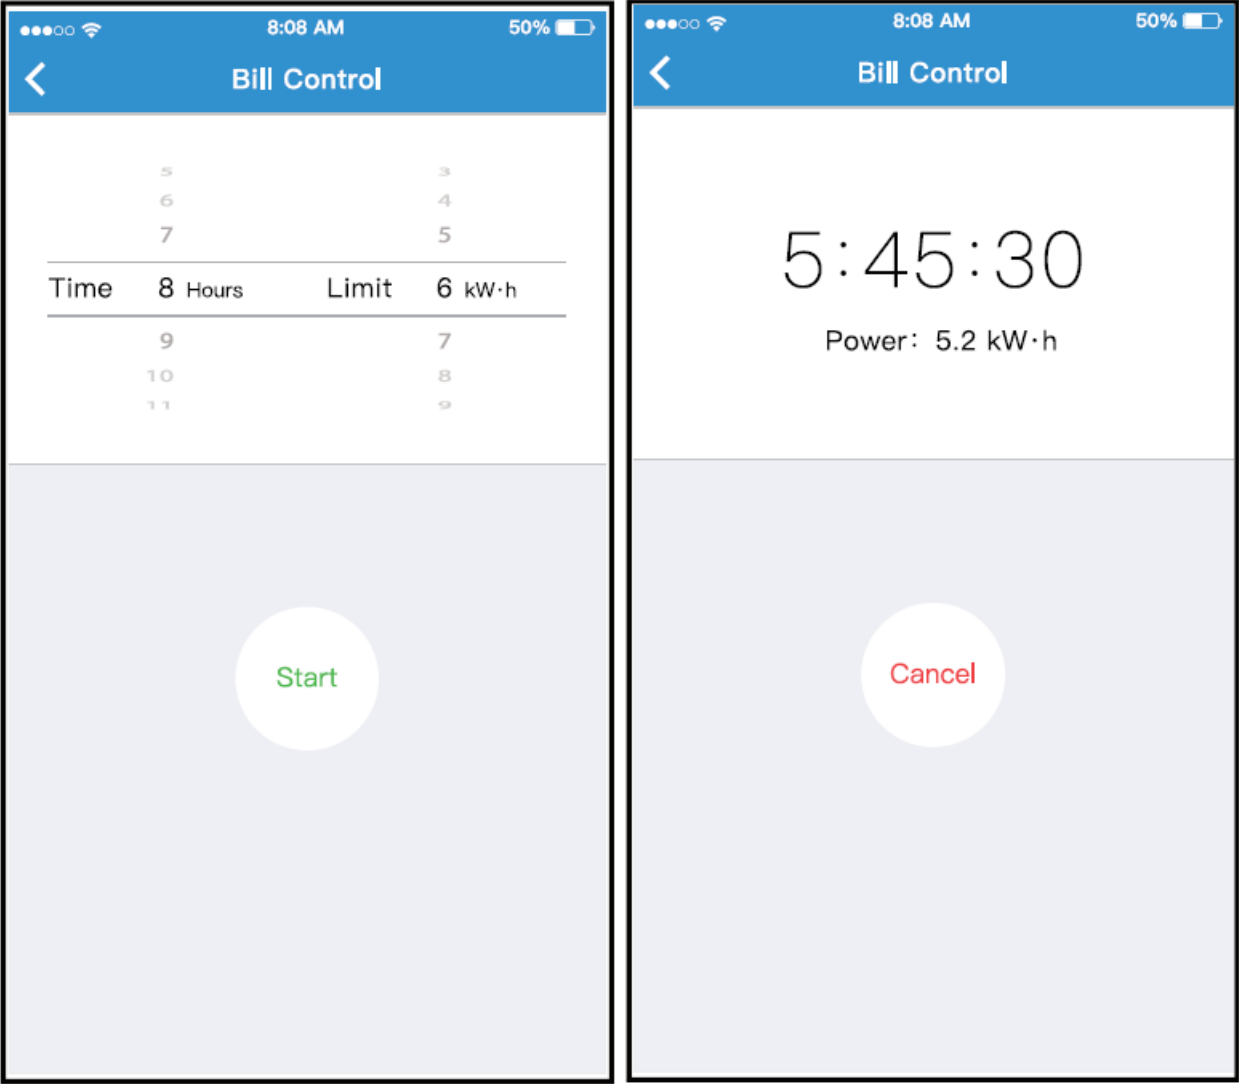 8:08 AM 50%
Bill Control
5 3
6 4
7 5
Time 8 Hours Limit 6 kW·h
9 7
10 8
11 9
Start
8:08 AM 50%
Bill Control
5:45:30
Power: 5.2 kW·h
Cancel